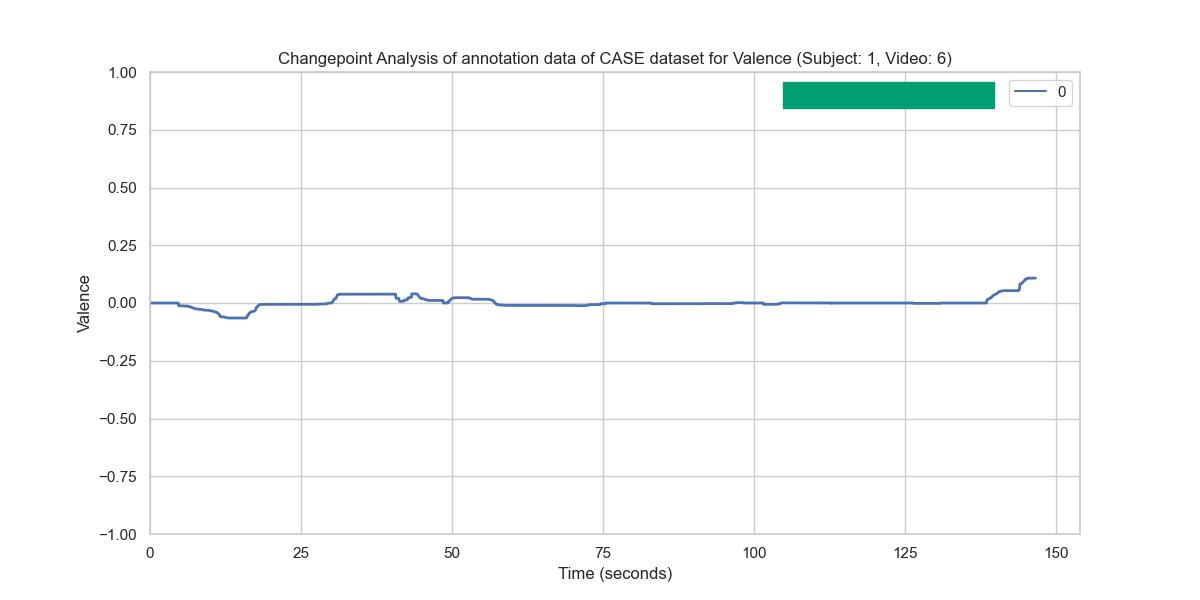 Changepoint Analysis of annotation data of CASE dataset for Valence (Subject: 1, Video: 6)
1.00
0
0.75
0.50
0.25
0.00
−0.25
−0.50
−0.75
−1.00
Valence
0 25 50 75 100 125 150
Time (seconds)